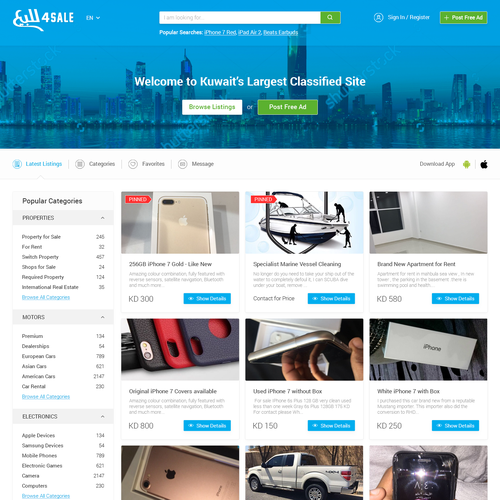 4SALE
EN
I am looking for
Sign In / Register
+ Post Free Ad
Popular Searches: iPhone 7 Red, iPad Air 2, Beats Earbuds
Welcome to Kuwait's Largest Classified Site
Browse Listings or Post Free Ad
Latest Listings
Categories
Favorites
Message
Download App
Popular Categories
PROPERTIES
Property for Sale 245
For Rent 32
Switch Property 457
Shops for Sale 24
Required Property 124
International Real Estate 35
Browse All Categories
MOTORS
Premium 134
Dealerships 54
European Cars 789
Asian Cars 621
American Cars 2147
Car Rental 230
Browse All Categories
ELECTRONICS
Apple Devices 134
Samsung Devices 54
Mobile Phones 789
Electronic Games 621
Camera 2147
Computers 230
Browse All Categories
PINNED
256GB iPhone 7 Gold - Like New
Amazing colour combination, fully featured with reverse sensors, satellite navigation, Bluetooth and much more...
KD 300
Show Details
PINNED
Specialist Marine Vessel Cleaning
No longer do you need to take your ship out of the water to completely defoul it, I can SCUBA dive under your boat, remove ...
Contact for Price
Show Details
Brand New Apartment for Rent
Apartment for rent in mahbula sea view , in new tower , the parking in the basement. there is swimming pool and health...
KD 580
Show Details
Original iPhone 7 Covers available
Amazing colour combination, fully featured with reverse sensors, satellite navigation, Bluetooth and much more...
KD 800
Show Details
Used iPhone 7 without Box
For sale iPhone 6s Plus 128 GB very clean used less than one week Gray 6s Plus 128GB 175 KD For contact please wh...
KD 150
Show Details
iPhone
White iPhone 7 with Box
I purchased this car brand new from a reputable Mustang importer. This importer also did the conversion to RHD...
KD 250
Show Details
iPhone